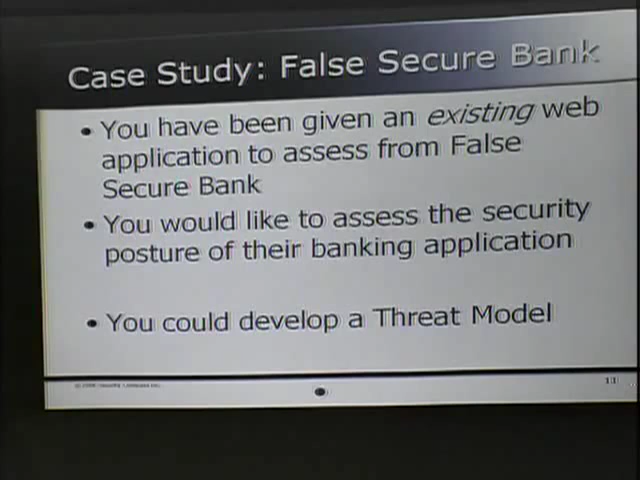 Case Study: False Secure Bank
• You have been given an existing web
application to assess from False
Secure Bank
• You would like to assess the security
posture of their banking application
• You could develop a Threat Model